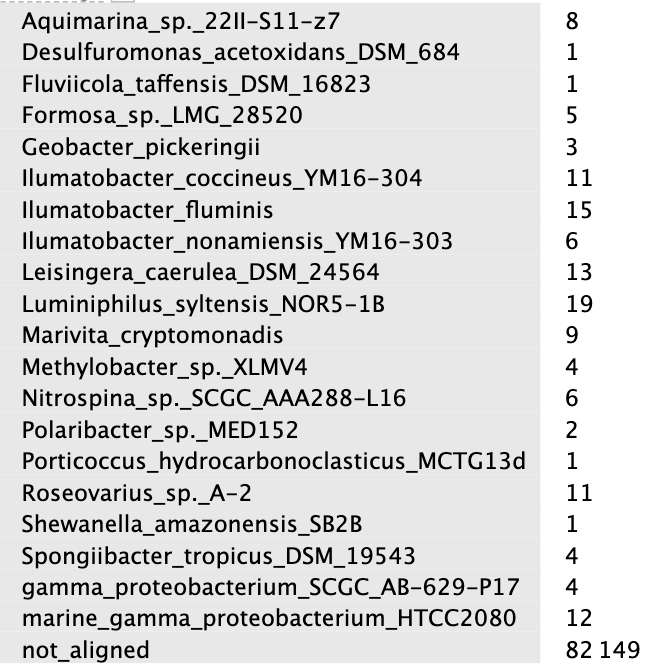 Aquimarina_sp._22II-S11-z7 8
Desulfuromonas_acetoxidans_DSM_684 1
Fluviicola_taffensis_DSM_16823 1
Formosa_sp._LMG_28520 5
Geobacter_pickeringii 3
Ilumatobacter_coccineus_YM16-304 11
Ilumatobacter_fluminis 15
Ilumatobacter_nonamiensis_YM16-303 6
Leisingera_caerulea_DSM_24564 13
Luminiphilus_syltensis_NOR5-1B 19
Marivita_cryptomonadis 9
Methylobacter_sp._XLMV4 4
Nitrospina_sp._SCGC_AAA288-L16 6
Polaribacter_sp._MED152 2
Porticoccus_hydrocarbonoclasticus_MCTG13d 1
Roseovarius_sp._A-2 11
Shewanella_amazonensis_SB2B 1
Spongiibacter_tropicus_DSM_19543 4
gamma_proteobacterium_SCGC_AB-629-P17 4
marine_gamma_proteobacterium_HTCC2080 12
not_aligned 82 149